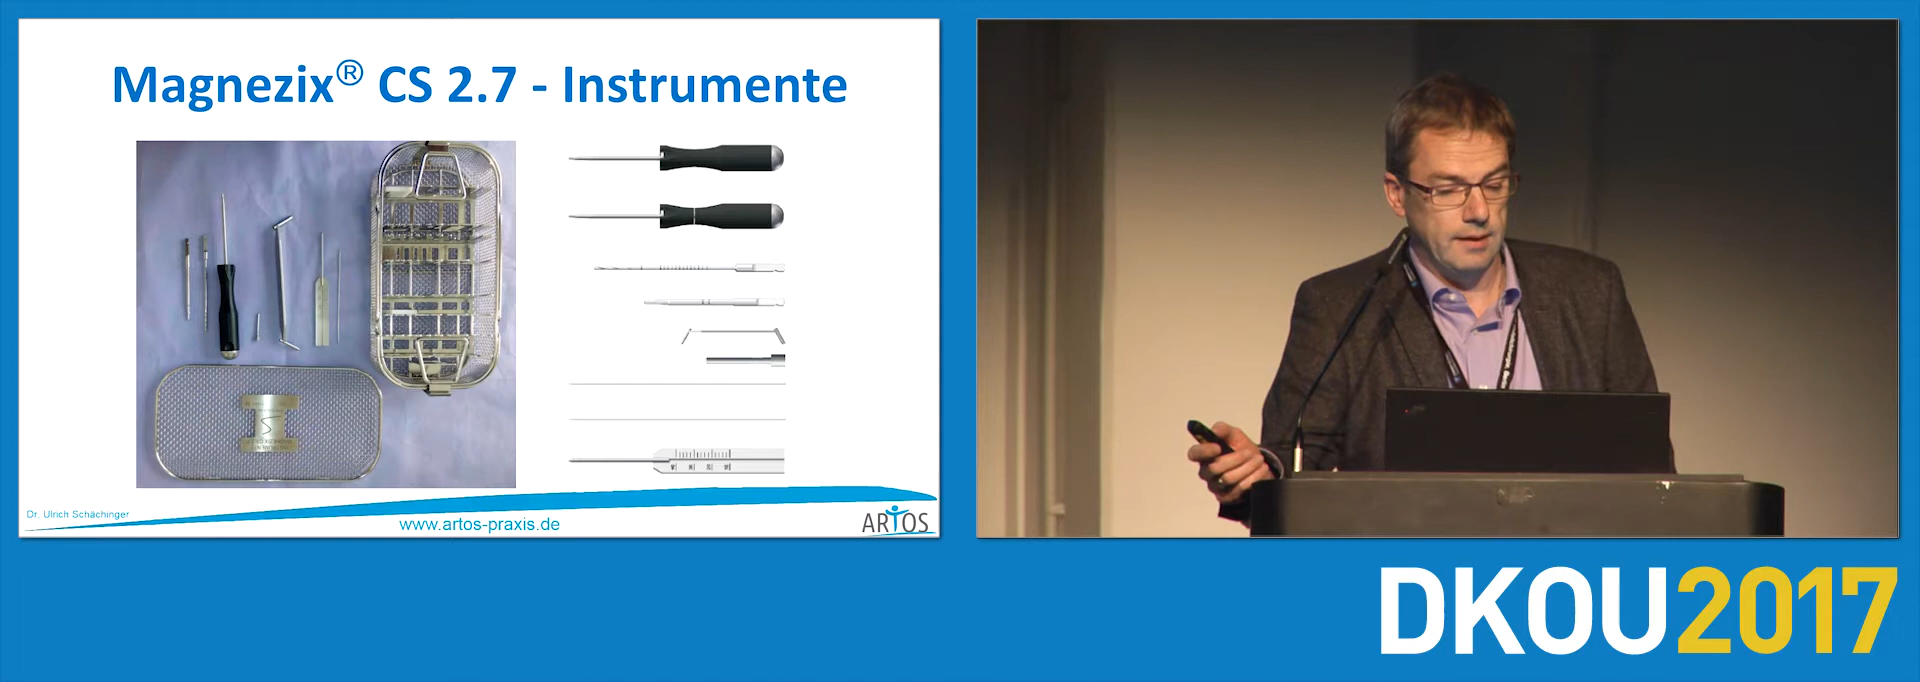 Magnezix® CS 2.7 - Instrumente
Dr. Ulrich Schächinger
www.artos-praxis.de
ARTOS
DKOU2017